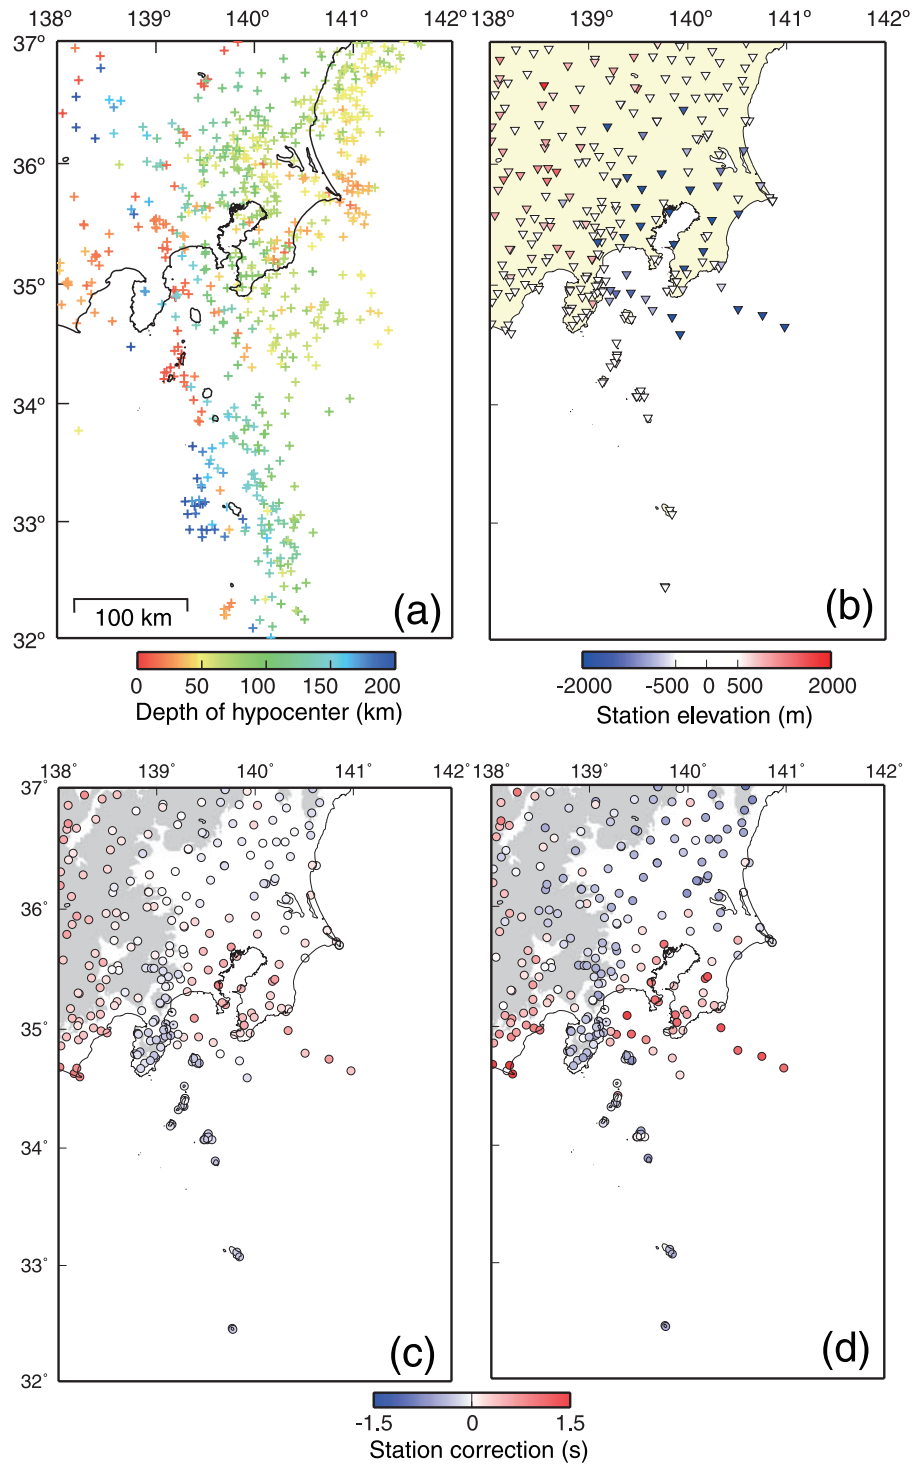 138° 139° 140° 141° 142° 138° 139° 140° 141° 142°
37°
36°
35°
34°
33°
32°
100 km
(a)
(b)
0 50 100 150 200
Depth of hypocenter (km)
-2000 -500 0 500 2000
Station elevation (m)
138° 139° 140° 141° 142° 138° 139° 140° 141° 142°
37°
36°
35°
34°
33°
32°
(c)
(d)
-1.5 0 1.5
Station correction (s)